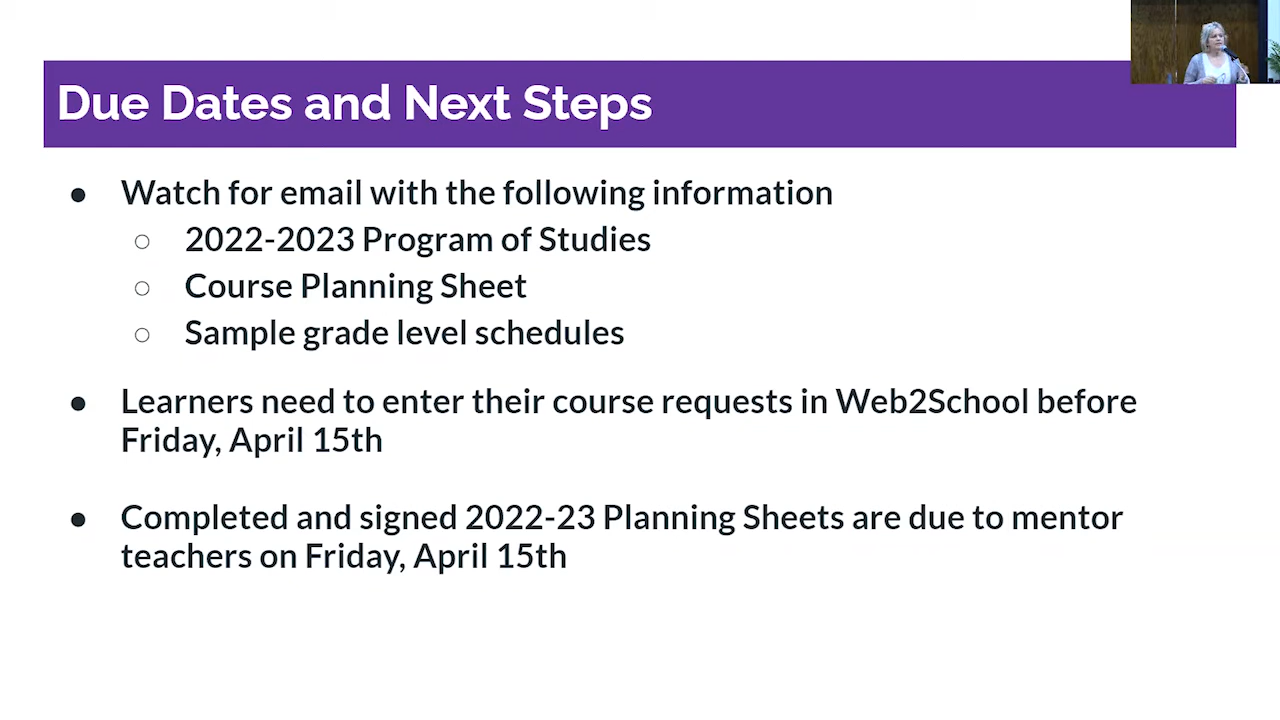 Due Dates and Next Steps
● Watch for email with the following information
○ 2022-2023 Program of Studies
○ Course Planning Sheet
○ Sample grade level schedules
● Learners need to enter their course requests in Web2School before
Friday, April 15th
● Completed and signed 2022-23 Planning Sheets are due to mentor
teachers on Friday, April 15th